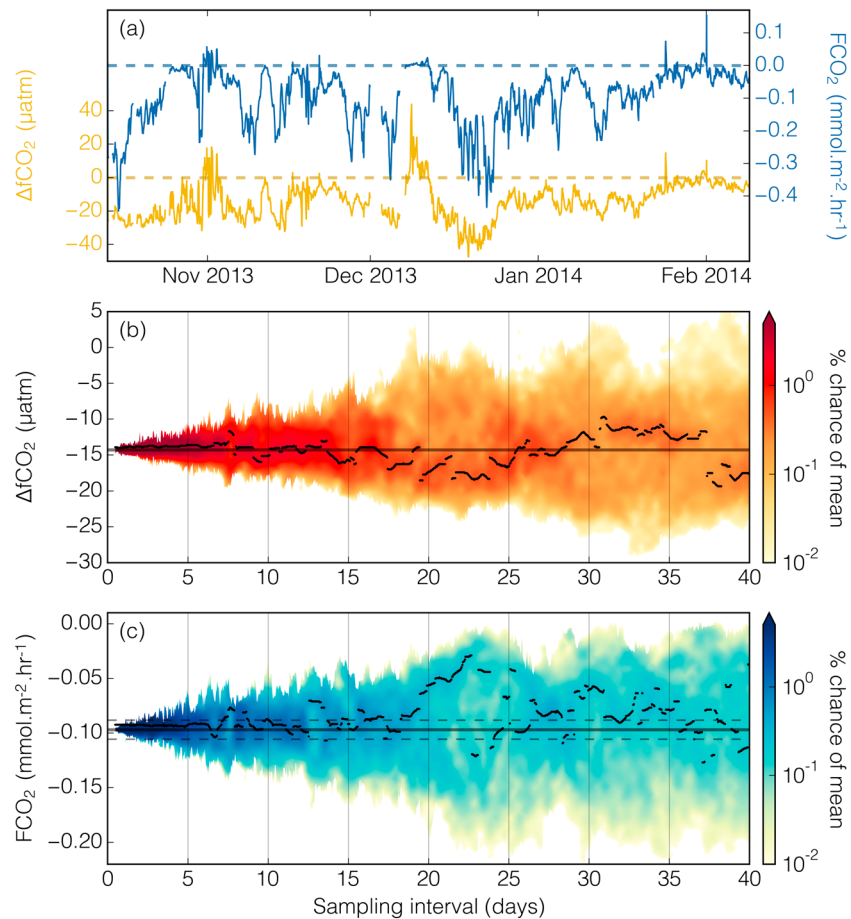 (a)
ΔfCO₂ (µatm)
40
20
0
−20
−40
0.1
0.0
−0.1
−0.2
−0.3
−0.4
FCO₂ (mmol.m⁻².hr⁻¹)
Nov 2013 Dec 2013 Jan 2014 Feb 2014
(b)
ΔfCO₂ (µatm)
5
0
−5
−10
−15
−20
−25
−30
0 5 10 15 20 25 30 35 40
10⁰
10⁻¹
10⁻²
% chance of mean
(c)
FCO₂ (mmol.m⁻².hr⁻¹)
0.00
−0.05
−0.10
−0.15
−0.20
0 5 10 15 20 25 30 35 40
Sampling interval (days)
10⁰
10⁻¹
10⁻²
% chance of mean